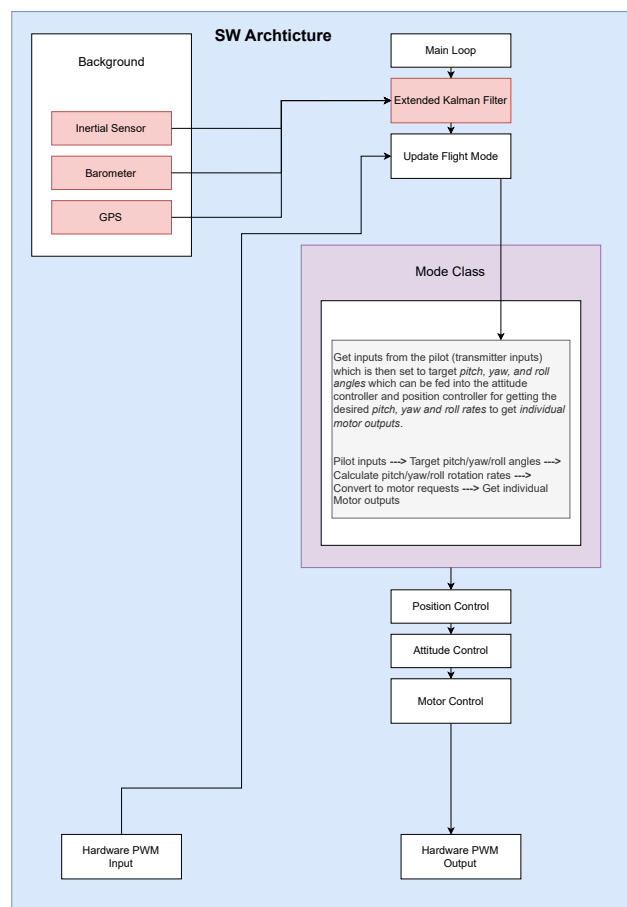 SW Archticture
Background
Inertial Sensor
Barometer
GPS
Main Loop
Extended Kalman Filter
Update Flight Mode
Mode Class
Get inputs from the pilot (transmitter inputs)
which is then set to target pitch, yaw, and roll
angles which can be fed into the attitude
controller and position controller for getting the
desired pitch, yaw and roll rates to get individual
motor outputs.
Pilot inputs ---> Target pitch/yaw/roll angles --->
Calculate pitch/yaw/roll rotation rates --->
Convert to motor requests ---> Get individual
Motor outputs
Position Control
Attitude Control
Motor Control
Hardware PWM
Input
Hardware PWM
Output